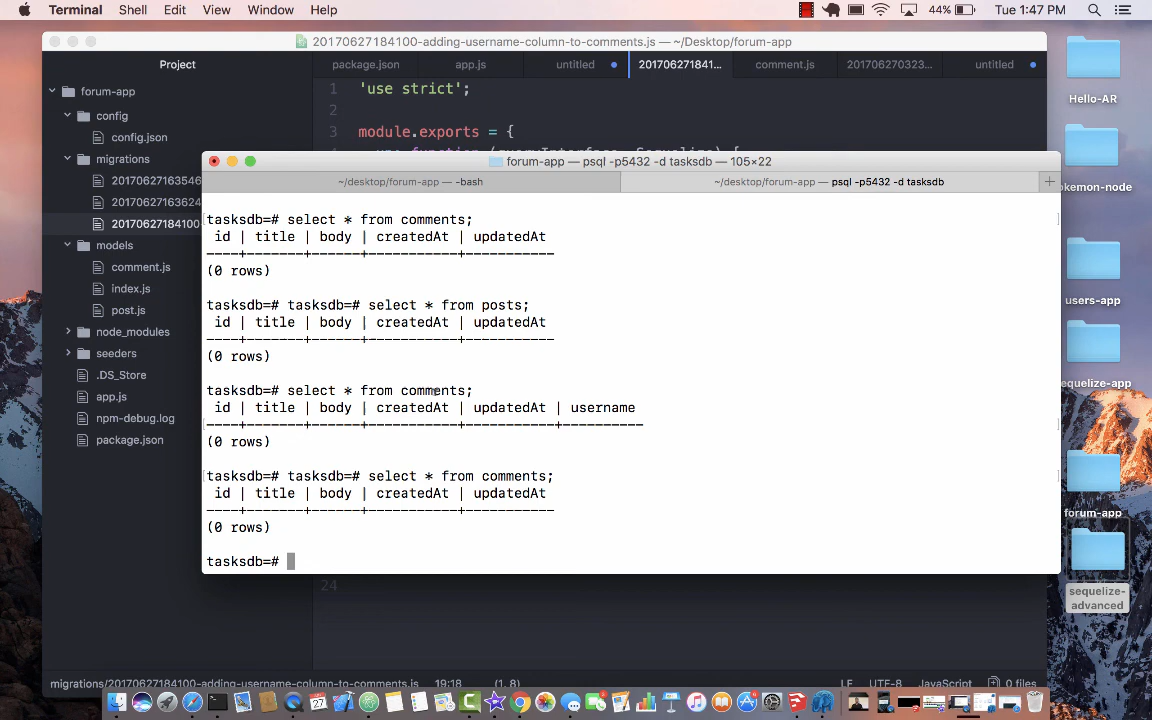 Terminal Shell Edit View Window Help 44% Tue 1:47 PM
20170627184100-adding-username-column-to-comments.js — ~/Desktop/forum-app
Project
package.json app.js untitled 201706271841... comment.js 201706270323... untitled
forum-app
config
config.json
migrations
20170627163546
20170627163624
20170627184100
models
comment.js
index.js
post.js
node_modules
seeders
.DS_Store
app.js
npm-debug.log
package.json
1 'use strict';
2
3 module.exports = {
forum-app — psql -p5432 -d tasksdb — 105×22
~/desktop/forum-app — -bash
~/desktop/forum-app — psql -p5432 -d tasksdb
tasksdb=# select * from comments;
id | title | body | createdAt | updatedAt
----+-------+------+-----------+-----------
(0 rows)
tasksdb=# tasksdb=# select * from posts;
id | title | body | createdAt | updatedAt
----+-------+------+-----------+-----------
(0 rows)
tasksdb=# select * from comments;
id | title | body | createdAt | updatedAt | username
----+-------+------+-----------+-----------+----------
(0 rows)
tasksdb=# tasksdb=# select * from comments;
id | title | body | createdAt | updatedAt
----+-------+------+-----------+-----------
(0 rows)
tasksdb=#
24
migrations/20170627184100-adding-username-column-to-comments.js 19:18 (1, 8) LF UTF-8 JavaScript 0 files
Hello-AR
okemon-node
users-app
equelize-app
forum-app
sequelize-
advanced